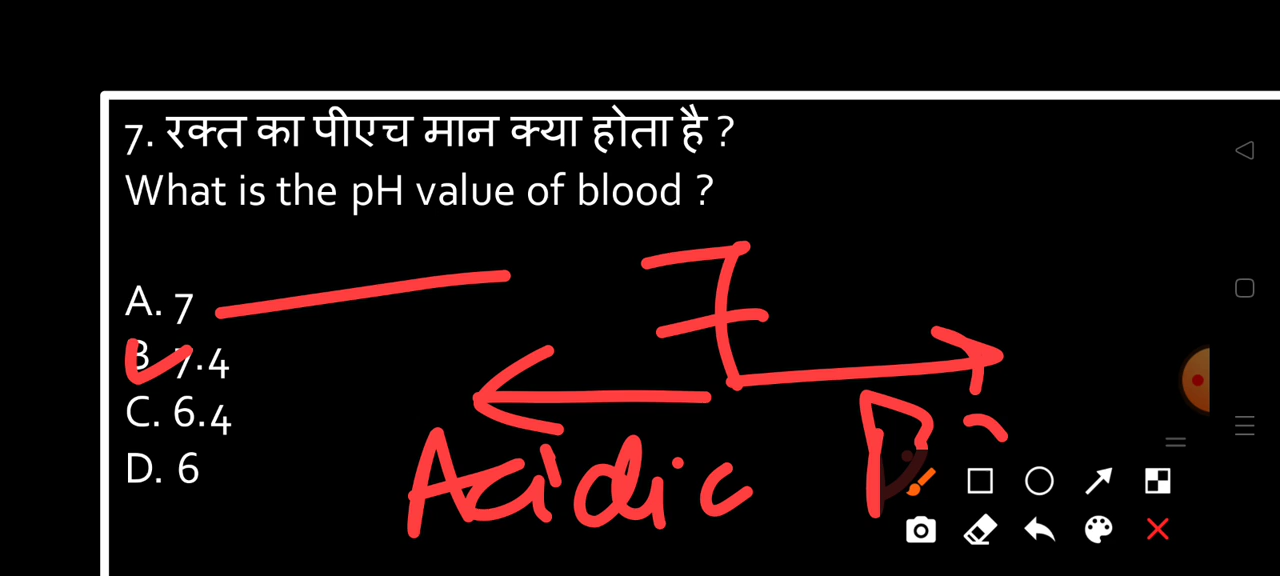 7. रक्त का पीएच मान क्या होता है ?
What is the pH value of blood ?
A. 7
7
B. 7.4
C. 6.4
D. 6
Acidic